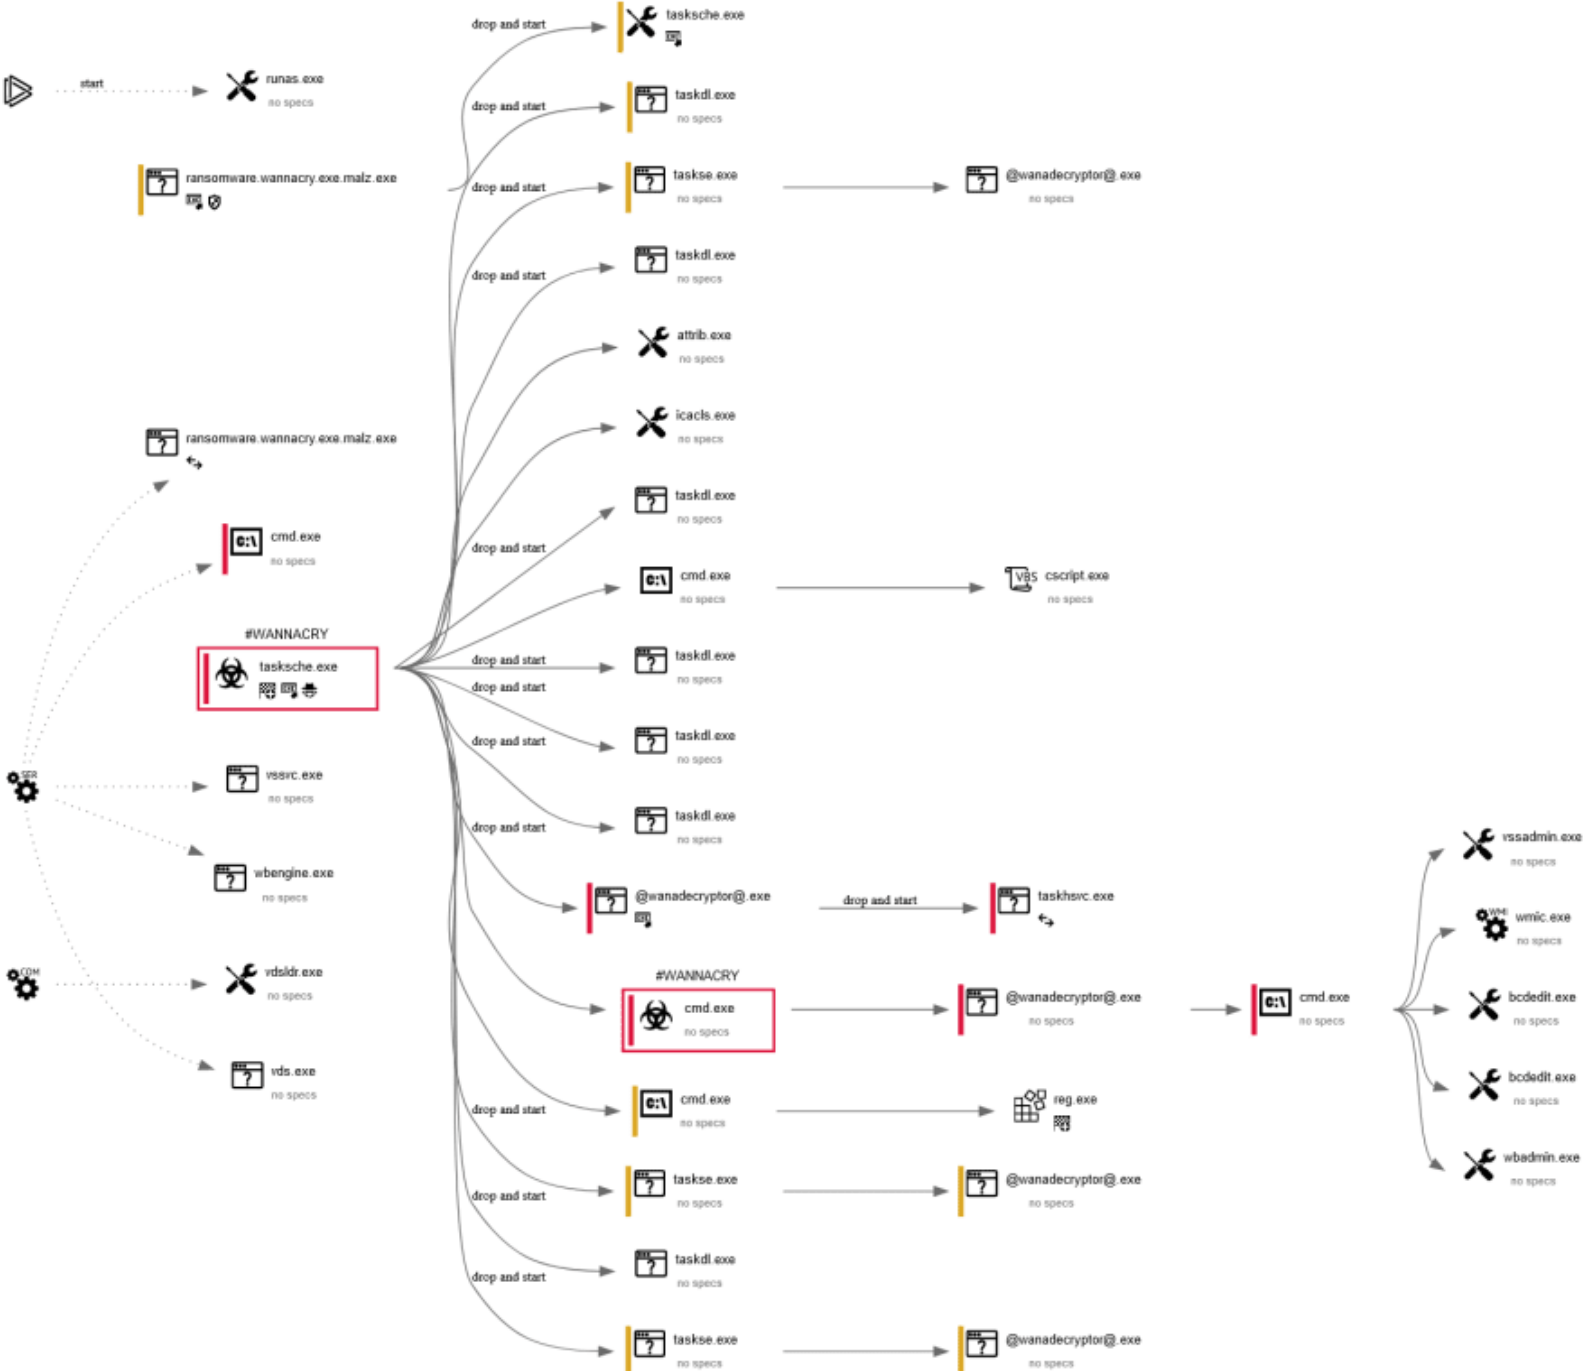 start
runas.exe
no specs
ransomware.wannacry.exe.malz.exe
ransomware.wannacry.exe.malz.exe
C:\
cmd.exe
no specs
#WANNACRY
tasksche.exe
SER
vssvc.exe
no specs
wbengine.exe
no specs
COM
vdsldr.exe
no specs
vds.exe
no specs
drop and start
tasksche.exe
drop and start
taskdl.exe
no specs
drop and start
taskse.exe
no specs
@wanadecryptor@.exe
no specs
drop and start
taskdl.exe
no specs
attrib.exe
no specs
icacls.exe
no specs
taskdl.exe
no specs
drop and start
C:\
cmd.exe
no specs
VBS
cscript.exe
no specs
drop and start
taskdl.exe
no specs
drop and start
taskdl.exe
no specs
drop and start
taskdl.exe
no specs
drop and start
@wanadecryptor@.exe
drop and start
taskhsvc.exe
#WANNACRY
cmd.exe
no specs
@wanadecryptor@.exe
no specs
C:\
cmd.exe
no specs
vssadmin.exe
no specs
WMI
wmic.exe
no specs
bcdedit.exe
no specs
bcdedit.exe
no specs
wbadmin.exe
no specs
drop and start
C:\
cmd.exe
no specs
reg.exe
drop and start
taskse.exe
no specs
@wanadecryptor@.exe
no specs
taskdl.exe
no specs
drop and start
taskse.exe
no specs
@wanadecryptor@.exe
no specs